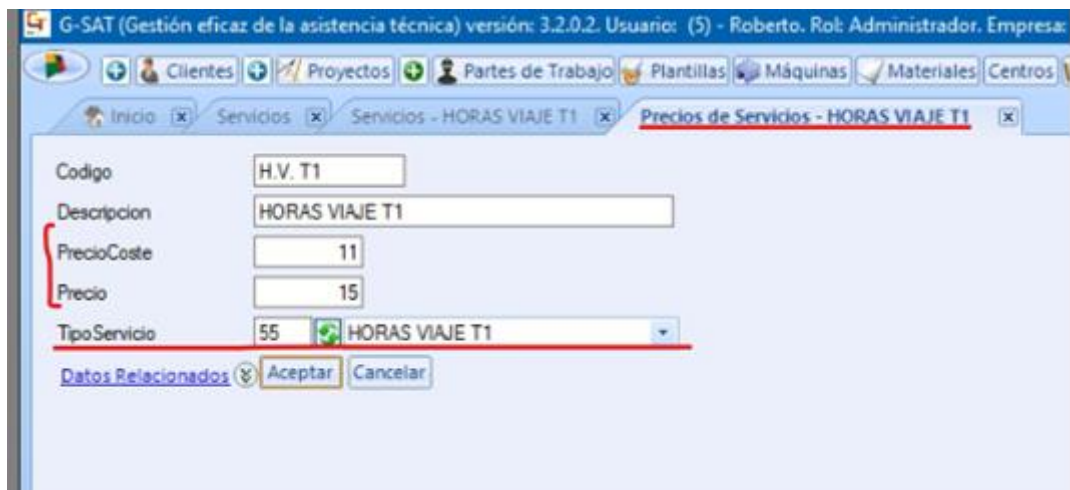 G-SAT (Gestión eficaz de la asistencia técnica) versión: 3.2.0.2. Usuario: (5) - Roberto. Rol: Administrador. Empresa:
Clientes Proyectos Partes de Trabajo Plantillas Máquinas Materiales Centros
Inicio Servicios Servicios - HORAS VIAJE T1 Precios de Servicios - HORAS VIAJE T1
Codigo H.V. T1
Descripcion HORAS VIAJE T1
PrecioCoste 11
Precio 15
TipoServicio 55 HORAS VIAJE T1
Datos Relacionados Aceptar Cancelar